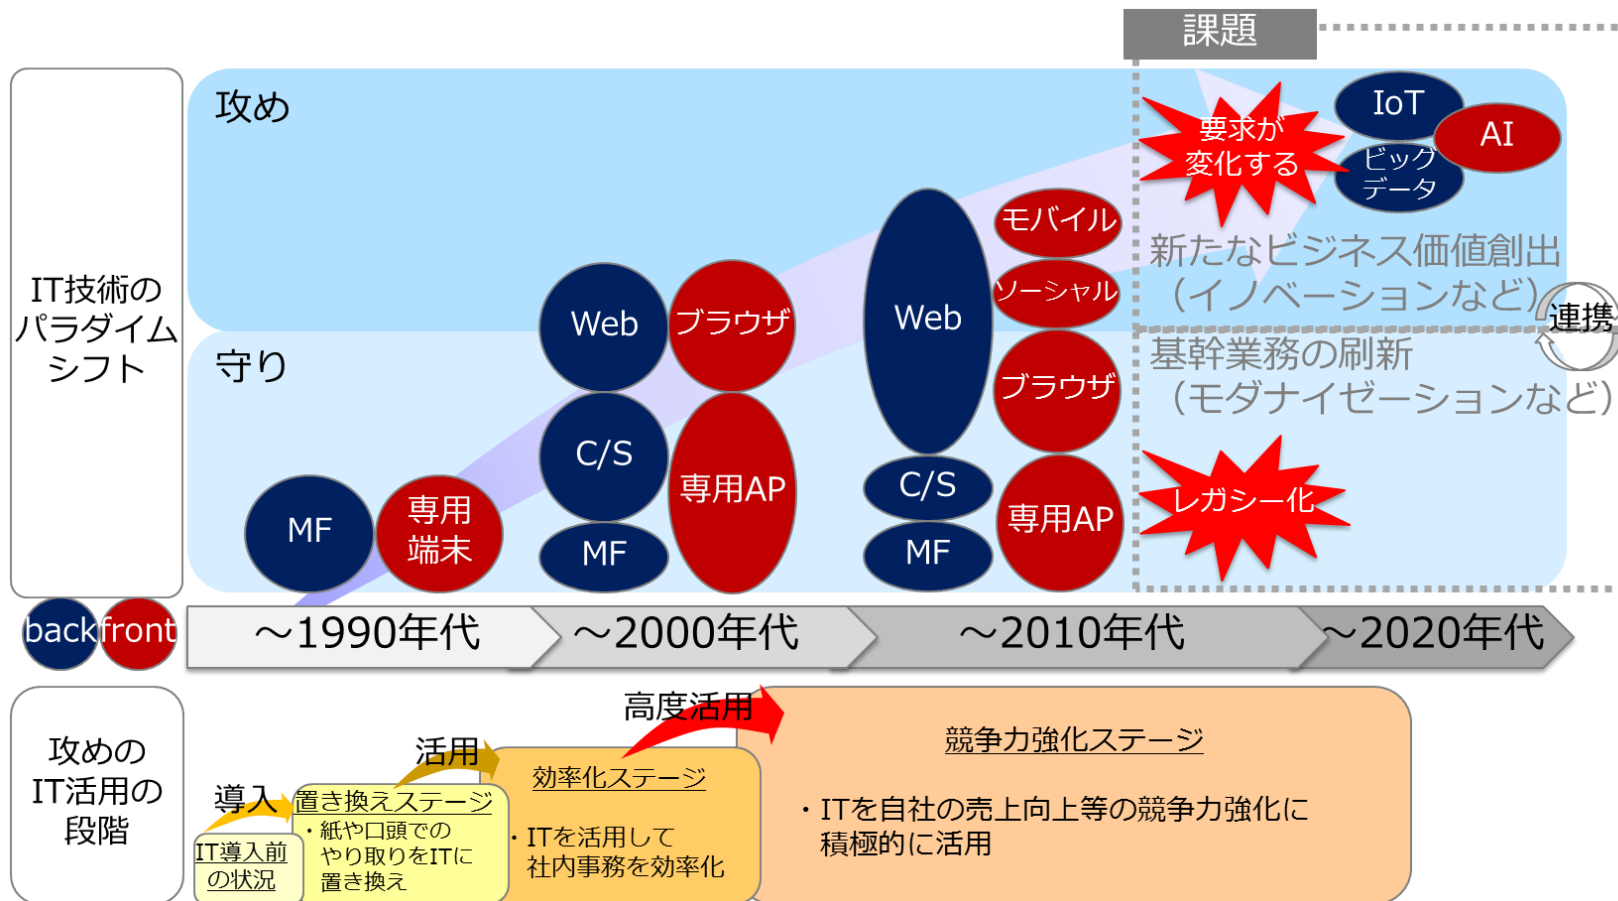 課題
攻め
IoT
AI
ビッグ
データ
要求が
変化する
モバイル
ソーシャル
新たなビジネス価値創出
（イノベーションなど）
連携
IT技術の
パラダイム
シフト
Web
ブラウザ
Web
守り
基幹業務の刷新
（モダナイゼーションなど）
ブラウザ
C/S
専用AP
C/S
専用AP
レガシー化
MF
専用
端末
MF
MF
back
front
～1990年代
～2000年代
～2010年代
～2020年代
攻めの
IT活用の
段階
導入
活用
高度活用
IT導入前
の状況
置き換えステージ
・紙や口頭での
やり取りをITに
置き換え
効率化ステージ
・ITを活用して
社内事務を効率化
競争力強化ステージ
・ITを自社の売上向上等の競争力強化に
積極的に活用